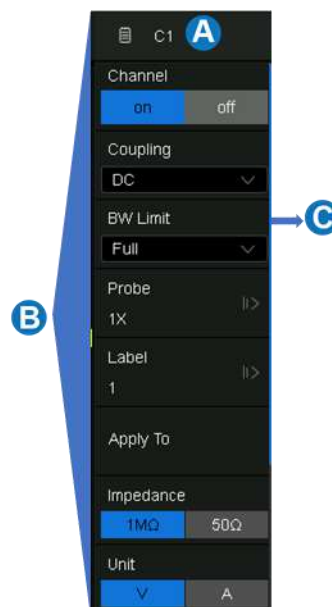 C1 A
Channel
on off
Coupling
DC
BW Limit
Full
C
Probe
1X
B
Label
1
Apply To
Impedance
1MΩ 50Ω
Unit
V A